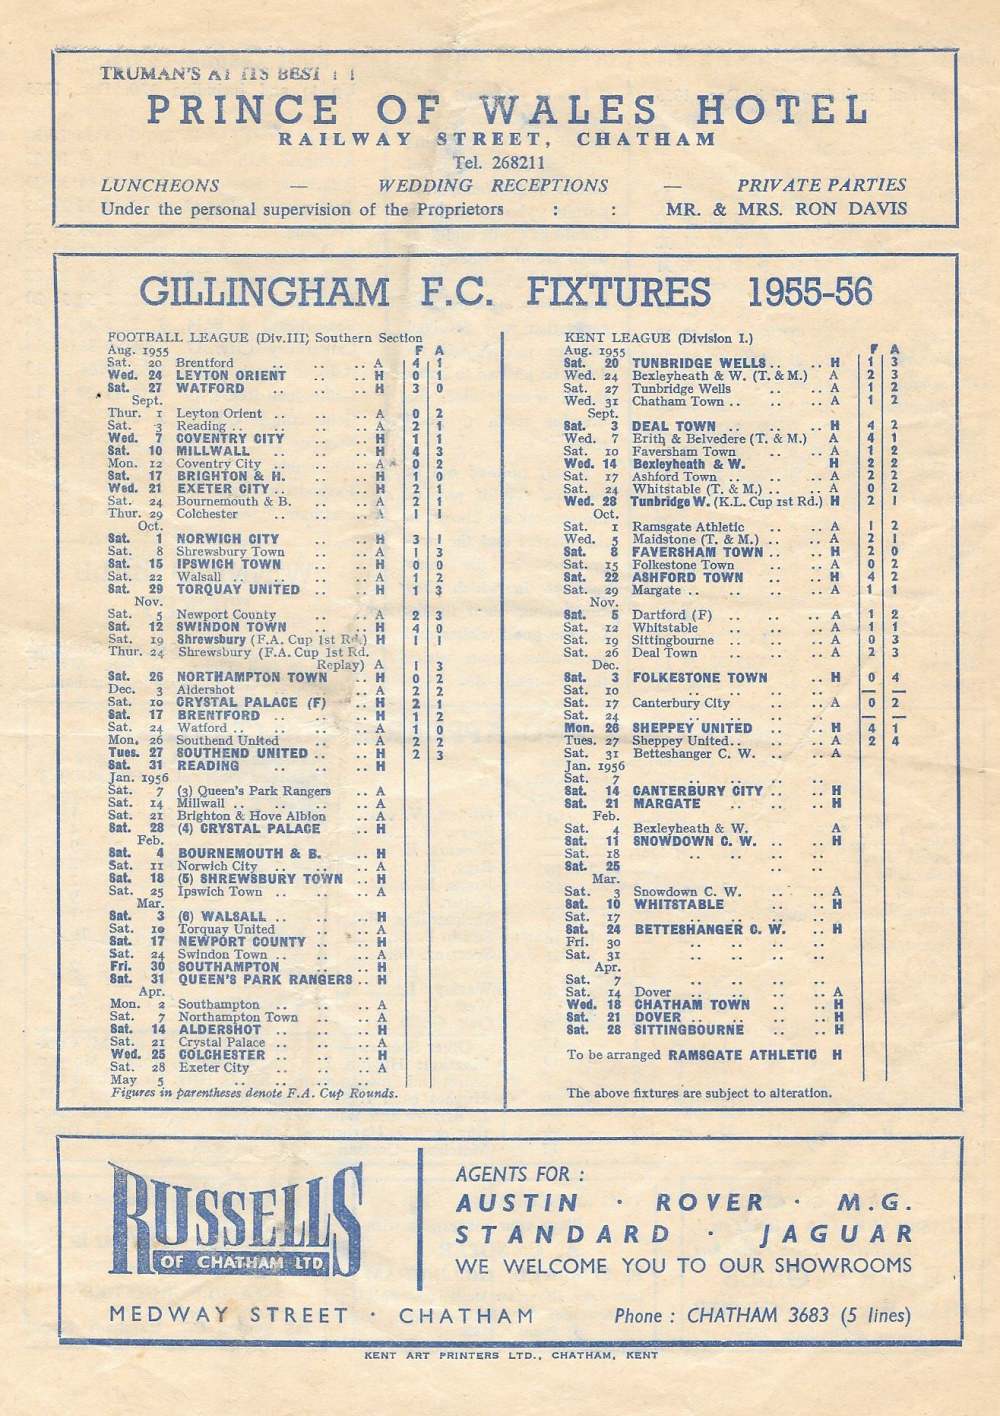 TRUMAN'S AT ITS BEST ! !
PRINCE OF WALES HOTEL
RAILWAY STREET, CHATHAM
Tel. 268211
LUNCHEONS — WEDDING RECEPTIONS — PRIVATE PARTIES
Under the personal supervision of the Proprietors : : MR. & MRS. RON DAVIS
GILLINGHAM F.C. FIXTURES 1955-56
FOOTBALL LEAGUE (Div.III) Southern Section
Aug. 1955 F A
Sat. 20 Brentford .. .. .. A 4 1
Wed. 24 LEYTON ORIENT .. .. H 0 1
Sat. 27 WATFORD .. .. .. H 3 0
Sept.
Thur. 1 Leyton Orient .. .. .. A 0 2
Sat. 3 Reading .. .. .. .. A 2 1
Wed. 7 COVENTRY CITY .. .. H 1 1
Sat. 10 MILLWALL .. .. .. H 4 3
Mon. 12 Coventry City .. .. .. A 0 2
Sat. 17 BRIGHTON & H. .. .. H 1 0
Wed. 21 EXETER CITY .. .. .. H 2 1
Sat. 24 Bournemouth & B. .. .. A 2 1
Thur. 29 Colchester .. .. .. A 1 1
Oct.
Sat. 1 NORWICH CITY .. .. H 3 1
Sat. 8 Shrewsbury Town .. .. A 1 3
Sat. 15 IPSWICH TOWN .. .. H 0 0
Sat. 22 Walsall .. .. .. .. A 1 2
Sat. 29 TORQUAY UNITED .. .. H 1 3
Nov.
Sat. 5 Newport County .. .. A 2 3
Sat. 12 SWINDON TOWN .. .. H 4 0
Sat. 19 Shrewsbury (F.A. Cup 1st Rd.) H 1 1
Thur. 24 Shrewsbury (F.A. Cup 1st Rd.
Replay) A 1 3
Sat. 26 NORTHAMPTON TOWN .. H 0 2
Dec. 3 Aldershot .. .. .. A 2 2
Sat. 10 CRYSTAL PALACE (F) .. H 2 1
Sat. 17 BRENTFORD .. .. .. H 1 2
Sat. 24 Watford .. .. .. .. A 1 0
Mon. 26 Southend United .. .. A 2 2
Tues. 27 SOUTHEND UNITED .. .. H 2 3
Sat. 31 READING .. .. .. H
Jan. 1956
Sat. 7 (3) Queen's Park Rangers .. A
Sat. 14 Millwall .. .. .. .. A
Sat. 21 Brighton & Hove Albion .. A
Sat. 28 (4) CRYSTAL PALACE .. H
Feb.
Sat. 4 BOURNEMOUTH & B. .. H
Sat. 11 Norwich City .. .. .. A
Sat. 18 (5) SHREWSBURY TOWN .. H
Sat. 25 Ipswich Town .. .. .. A
Mar.
Sat. 3 (6) WALSALL .. .. .. H
Sat. 10 Torquay United .. .. A
Sat. 17 NEWPORT COUNTY .. .. H
Sat. 24 Swindon Town .. .. .. A
Fri. 30 SOUTHAMPTON .. .. H
Sat. 31 QUEEN'S PARK RANGERS .. H
Apr.
Mon. 2 Southampton .. .. .. A
Sat. 7 Northampton Town .. .. A
Sat. 14 ALDERSHOT .. .. .. H
Sat. 21 Crystal Palace .. .. .. A
Wed. 25 COLCHESTER .. .. .. H
Sat. 28 Exeter City .. .. .. A
May 5 .. .. .. ..
Figures in parentheses denote F.A. Cup Rounds.
KENT LEAGUE (Division I.)
Aug. 1955 F A
Sat. 20 TUNBRIDGE WELLS .. .. H 1 3
Wed. 24 Bexleyheath & W. (T. & M.) A 2 3
Sat. 27 Tunbridge Wells .. .. A 1 2
Wed. 31 Chatham Town .. .. .. A 1 2
Sept.
Sat. 3 DEAL TOWN .. .. .. H 4 2
Wed. 7 Erith & Belvedere (T. & M.) A 4 1
Sat. 10 Faversham Town .. .. A 1 2
Wed. 14 Bexleyheath & W. .. H 2 2
Sat. 17 Ashford Town .. .. .. A 2 2
Sat. 24 Whitstable (T. & M.) .. .. A 0 2
Wed. 28 Tunbridge W. (K.L. Cup 1st Rd.) H 2 1
Oct.
Sat. 1 Ramsgate Athletic .. .. A 1 2
Wed. 5 Maidstone (T. & M.) .. .. A 2 1
Sat. 8 FAVERSHAM TOWN .. .. H 2 0
Sat. 15 Folkestone Town .. .. A 0 2
Sat. 22 ASHFORD TOWN .. .. H 4 2
Sat. 29 Margate .. .. .. .. A 1 1
Nov.
Sat. 5 Dartford (F) .. .. .. A 1 2
Sat. 12 Whitstable .. .. .. A 1 1
Sat. 19 Sittingbourne .. .. .. A 0 3
Sat. 26 Deal Town .. .. .. A 2 3
Dec.
Sat. 3 FOLKESTONE TOWN .. H 0 4
Sat. 10 .. .. .. .. — —
Sat. 17 Canterbury City .. .. A 0 2
Sat. 24 .. .. .. .. — —
Mon. 26 SHEPPEY UNITED .. .. H 4 1
Tues. 27 Sheppey United .. .. .. A 2 4
Sat. 31 Betteshanger C. W. .. .. A
Jan. 1956
Sat. 7 .. .. .. ..
Sat. 14 CANTERBURY CITY .. .. H
Sat. 21 MARGATE .. .. .. H
Feb.
Sat. 4 Bexleyheath & W. A
Sat. 11 SNOWDOWN C. W. .. .. H
Sat. 18 .. .. .. ..
Sat. 25 .. ..
Mar.
Sat. 3 Snowdown C. W. .. .. A
Sat. 10 WHITSTABLE .. .. .. H
Sat. 17 .. .. .. ..
Sat. 24 BETTESHANGER C. W. .. H
Fri. 30 .. .. .. ..
Sat. 31 .. .. .. ..
Apr.
Sat. 7 .. .. .. ..
Sat. 14 Dover .. .. .. .. A
Wed. 18 CHATHAM TOWN .. .. H
Sat. 21 DOVER .. .. .. .. H
Sat. 28 SITTINGBOURNE .. .. H
To be arranged RAMSGATE ATHLETIC H
The above fixtures are subject to alteration.
RUSSELLS
OF CHATHAM LTD
AGENTS FOR :
AUSTIN · ROVER · M.G.
STANDARD · JAGUAR
WE WELCOME YOU TO OUR SHOWROOMS
MEDWAY STREET · CHATHAM Phone : CHATHAM 3683 (5 lines)
KENT ART PRINTERS LTD., CHATHAM, KENT